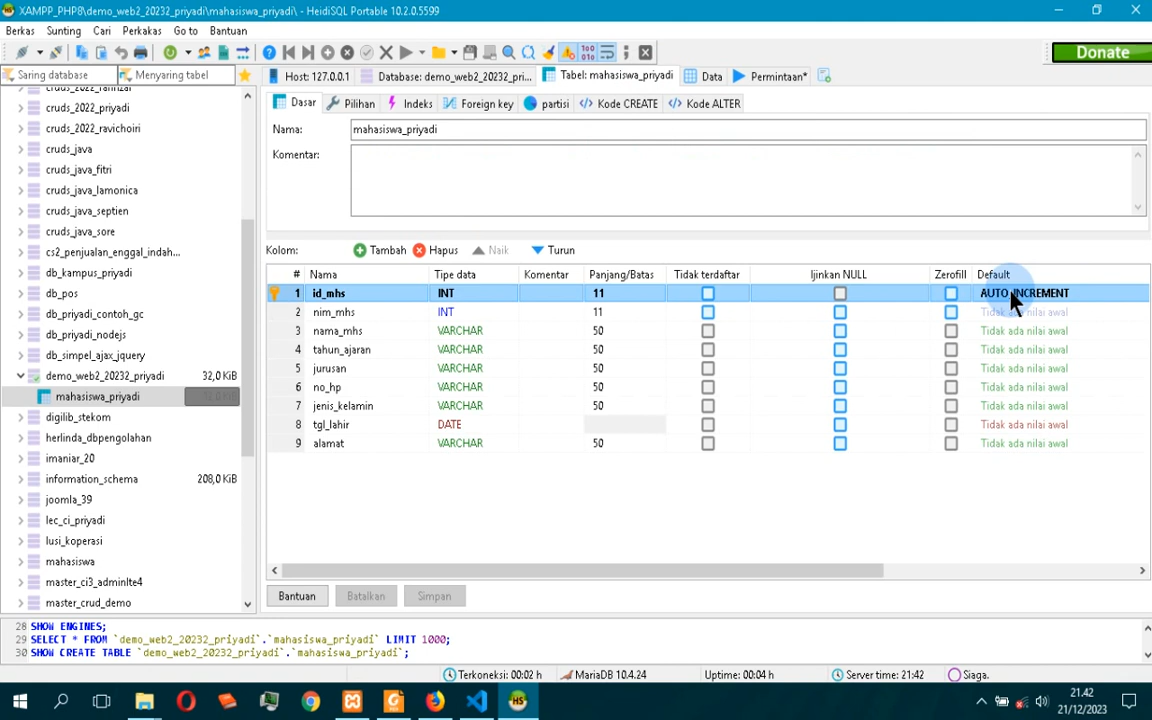 XAMPP_PHP8\demo_web2_20232_priyadi\mahasiswa_priyadi\ - HeidiSQL Portable 10.2.0.5599
Berkas Sunting Cari Perkakas Go to Bantuan
Donate
Saring database Menyaring tabel
Host: 127.0.0.1 Database: demo_web2_20232_pri... Tabel: mahasiswa_priyadi Data Permintaan*
Dasar Pilihan Indeks Foreign key partisi Kode CREATE Kode ALTER
Nama: mahasiswa_priyadi
Komentar:
cruds_2022_priyadi
cruds_2022_ravichoiri
cruds_java
cruds_java_fitri
cruds_java_lamonica
cruds_java_septien
cruds_java_sore
cs2_penjualan_enggal_indah...
db_kampus_priyadi
db_pos
db_priyadi_contoh_gc
db_priyadi_nodejs
db_simpel_ajax_jquery
demo_web2_20232_priyadi 32,0 KiB
mahasiswa_priyadi
digilib_stekom
herlinda_dbpengolahan
imaniar_20
information_schema 208,0 KiB
joomla_39
lec_ci_priyadi
lusi_koperasi
mahasiswa
master_ci3_adminlte4
master_crud_demo
Kolom: Tambah Hapus Naik Turun
# Nama Tipe data Komentar Panjang/Batas Tidak terdaftar Ijinkan NULL Zerofill Default
1 id_mhs INT 11 AUTO_INCREMENT
2 nim_mhs INT 11 Tidak ada nilai awal
3 nama_mhs VARCHAR 50 Tidak ada nilai awal
4 tahun_ajaran VARCHAR 50 Tidak ada nilai awal
5 jurusan VARCHAR 50 Tidak ada nilai awal
6 no_hp VARCHAR 50 Tidak ada nilai awal
7 jenis_kelamin VARCHAR 50 Tidak ada nilai awal
8 tgl_lahir DATE Tidak ada nilai awal
9 alamat VARCHAR 50 Tidak ada nilai awal
Bantuan Batalkan Simpan
28 SHOW ENGINES;
29 SELECT * FROM `demo_web2_20232_priyadi`.`mahasiswa_priyadi` LIMIT 1000;
30 SHOW CREATE TABLE `demo_web2_20232_priyadi`.`mahasiswa_priyadi`;
Terkoneksi: 00:02 h MariaDB 10.4.24 Uptime: 00:04 h Server time: 21:42 Siaga.
21.42
21/12/2023